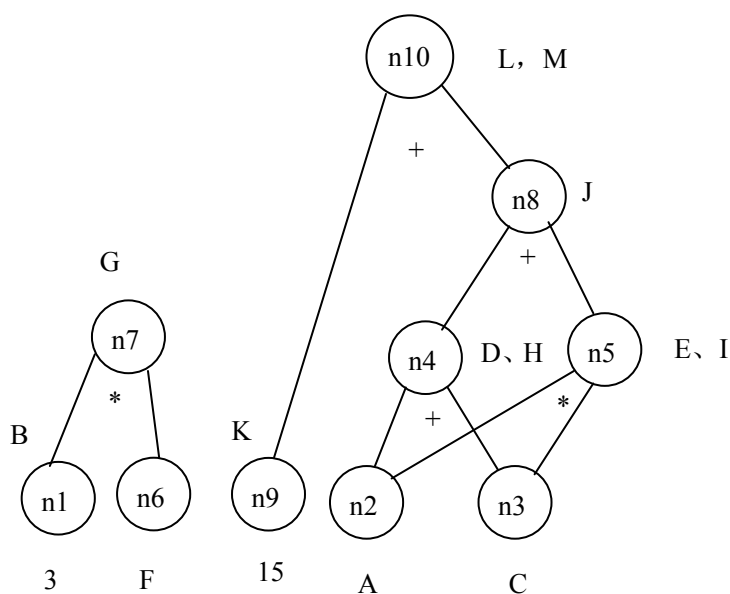 n10 L，M
+
n8 J
+
G
n7
*
n4 D、H
n5 E、I
+
*
B
K
n1
n6
n9
n2
n3
3
F
15
A
C